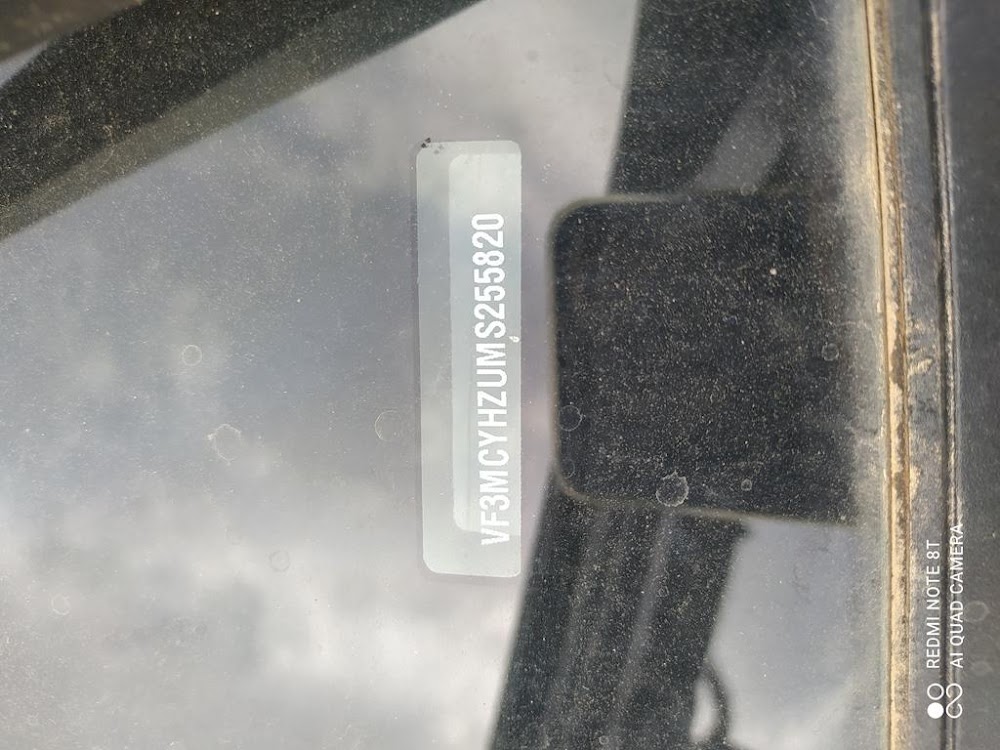 VF3MCYHZUMS255820
REDMI NOTE 8T
AI QUAD CAMERA